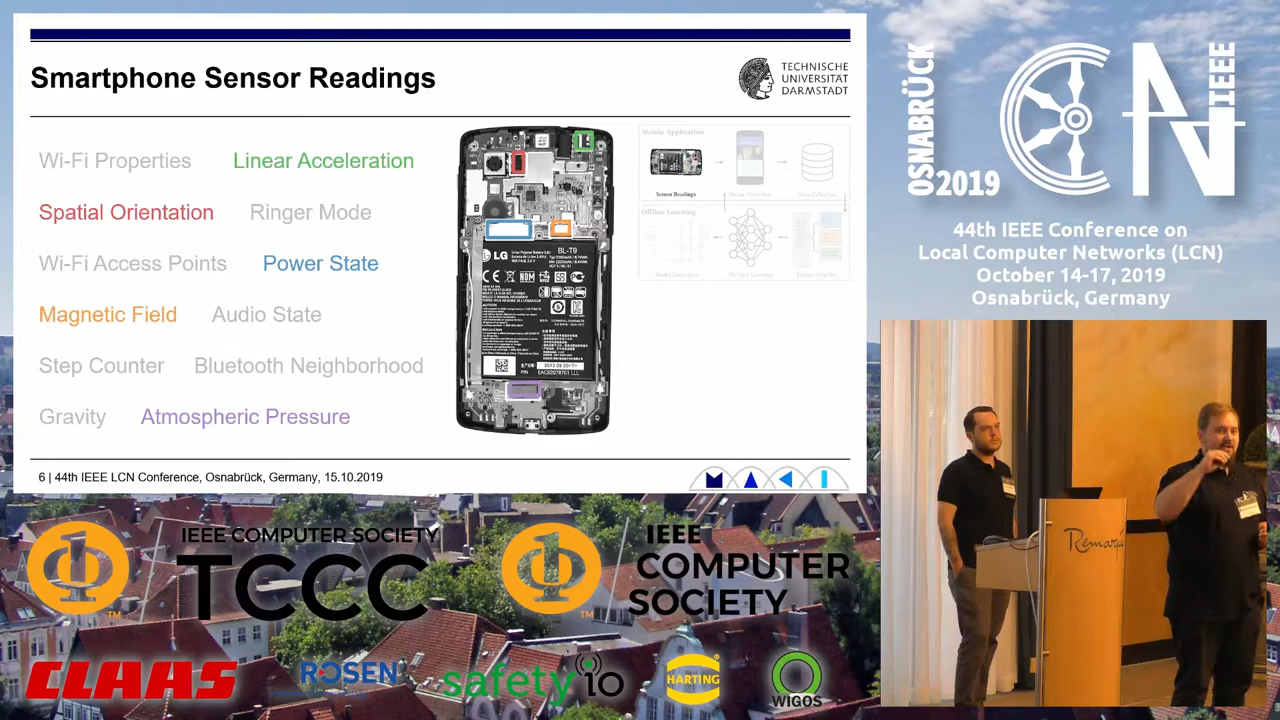 Smartphone Sensor Readings
TECHNISCHE
UNIVERSITÄT
DARMSTADT
Wi-Fi Properties Linear Acceleration
Spatial Orientation Ringer Mode
Wi-Fi Access Points Power State
Magnetic Field Audio State
Step Counter Bluetooth Neighborhood
Gravity Atmospheric Pressure
LG
BL-T9
Mobile Application
Sensor Readings
Offline Learning
6 | 44th IEEE LCN Conference, Osnabrück, Germany, 15.10.2019
OSNABRÜCK
2019
LCN
IEEE
44th IEEE Conference on
Local Computer Networks (LCN)
October 14-17, 2019
Osnabrück, Germany
IEEE COMPUTER SOCIETY
TCCC
TM
IEEE
COMPUTER
SOCIETY
TM
CLAAS
ROSEN
safety io
HARTING
WIGOS